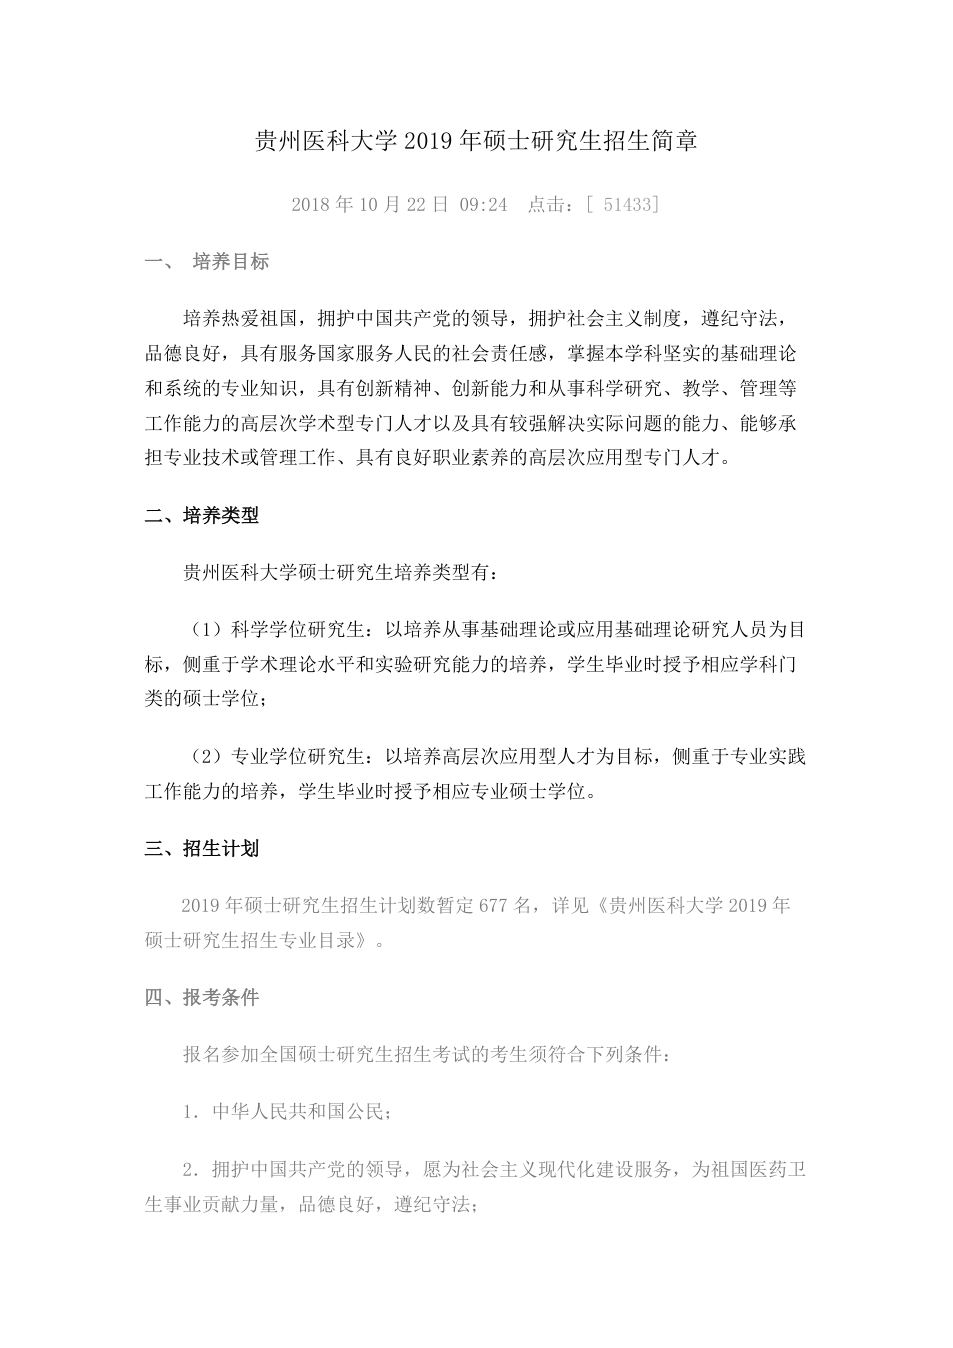 贵州医科大学 2019 年硕士研究生招生简章
2018 年 10 月 22 日 09:24 点击：[ 51433]
一、 培养目标
培养热爱祖国，拥护中国共产党的领导，拥护社会主义制度，遵纪守法，
品德良好，具有服务国家服务人民的社会责任感，掌握本学科坚实的基础理论
和系统的专业知识，具有创新精神、创新能力和从事科学研究、教学、管理等
工作能力的高层次学术型专门人才以及具有较强解决实际问题的能力、能够承
担专业技术或管理工作、具有良好职业素养的高层次应用型专门人才。
二、培养类型
贵州医科大学硕士研究生培养类型有：
（1）科学学位研究生：以培养从事基础理论或应用基础理论研究人员为目
标，侧重于学术理论水平和实验研究能力的培养，学生毕业时授予相应学科门
类的硕士学位；
（2）专业学位研究生：以培养高层次应用型人才为目标，侧重于专业实践
工作能力的培养，学生毕业时授予相应专业硕士学位。
三、招生计划
2019 年硕士研究生招生计划数暂定 677 名，详见《贵州医科大学 2019 年
硕士研究生招生专业目录》。
四、报考条件
报名参加全国硕士研究生招生考试的考生须符合下列条件：
1．中华人民共和国公民；
2．拥护中国共产党的领导，愿为社会主义现代化建设服务，为祖国医药卫
生事业贡献力量，品德良好，遵纪守法；